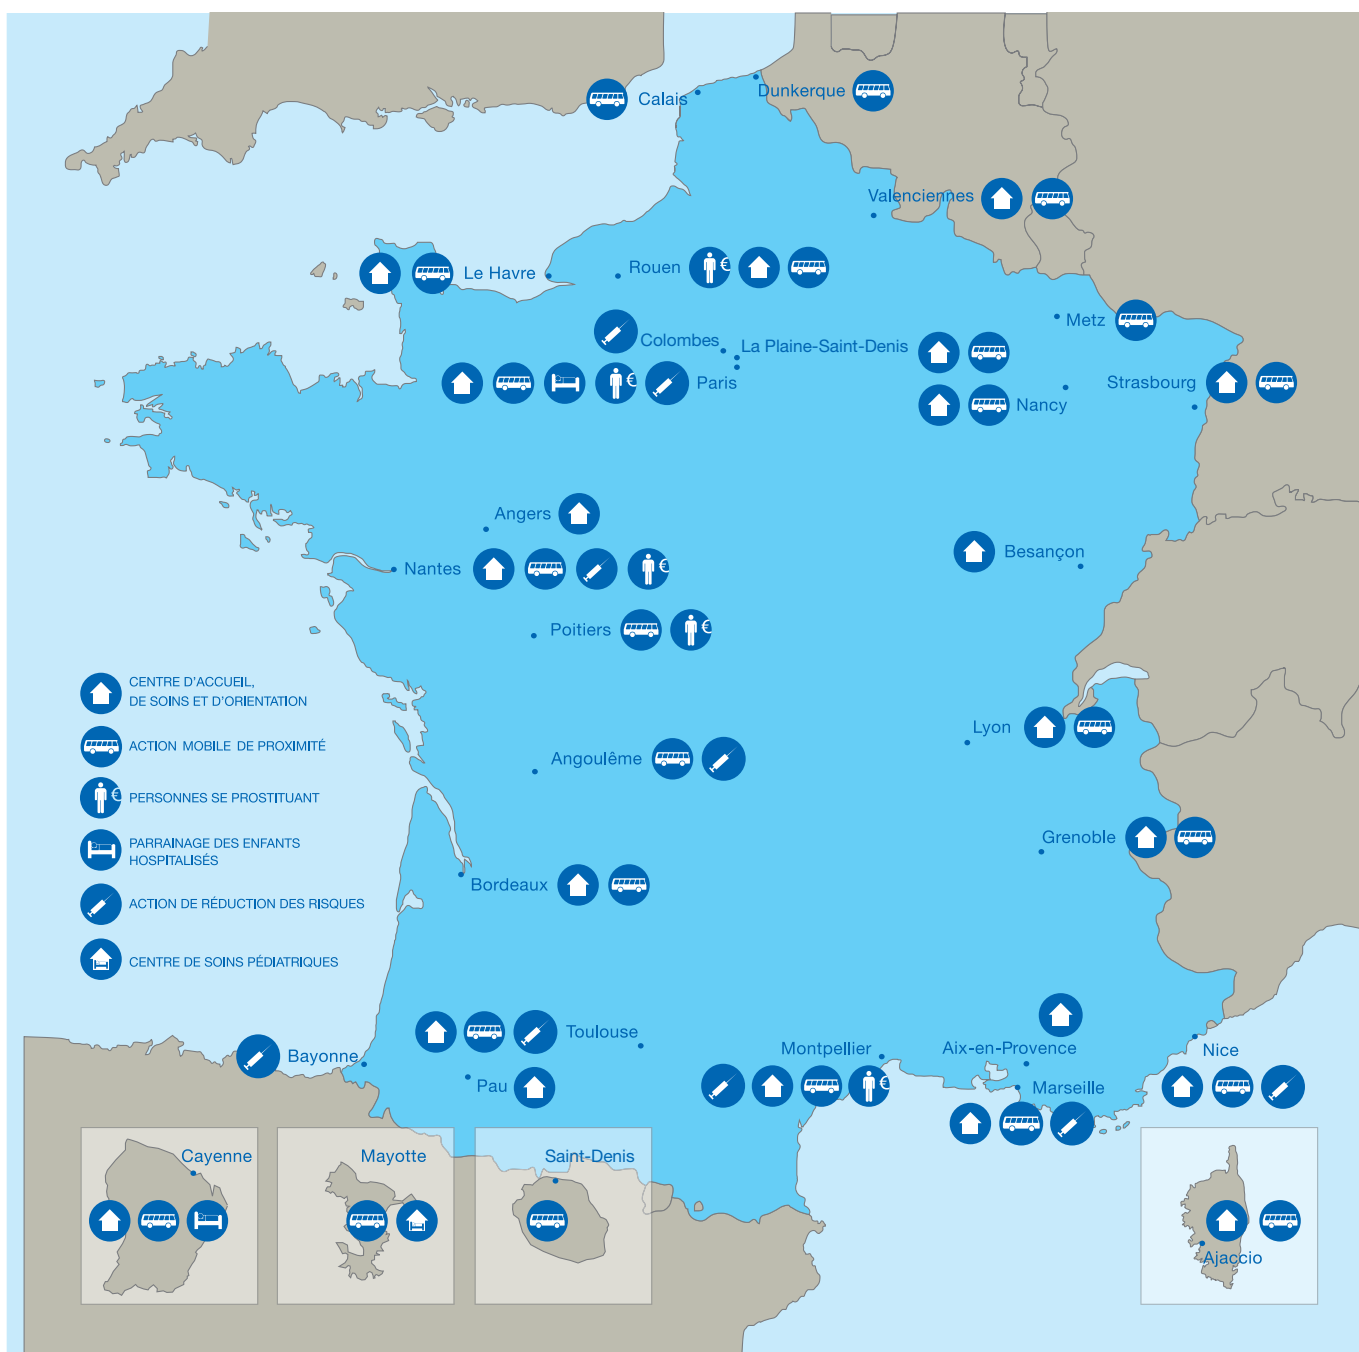 Calais
Dunkerque
Valenciennes
Le Havre
Rouen
€
Metz
Colombes
La Plaine-Saint-Denis
Paris
€
Strasbourg
Nancy
Angers
Besançon
Nantes
€
Poitiers
€
CENTRE D'ACCUEIL,
DE SOINS ET D'ORIENTATION
Lyon
ACTION MOBILE DE PROXIMITÉ
Angoulême
€
PERSONNES SE PROSTITUANT
Grenoble
PARRAINAGE DES ENFANTS
HOSPITALISÉS
Bordeaux
ACTION DE RÉDUCTION DES RISQUES
CENTRE DE SOINS PÉDIATRIQUES
Toulouse
Bayonne
Montpellier
Aix-en-Provence
Nice
Pau
€
Marseille
Cayenne
Mayotte
Saint-Denis
Ajaccio